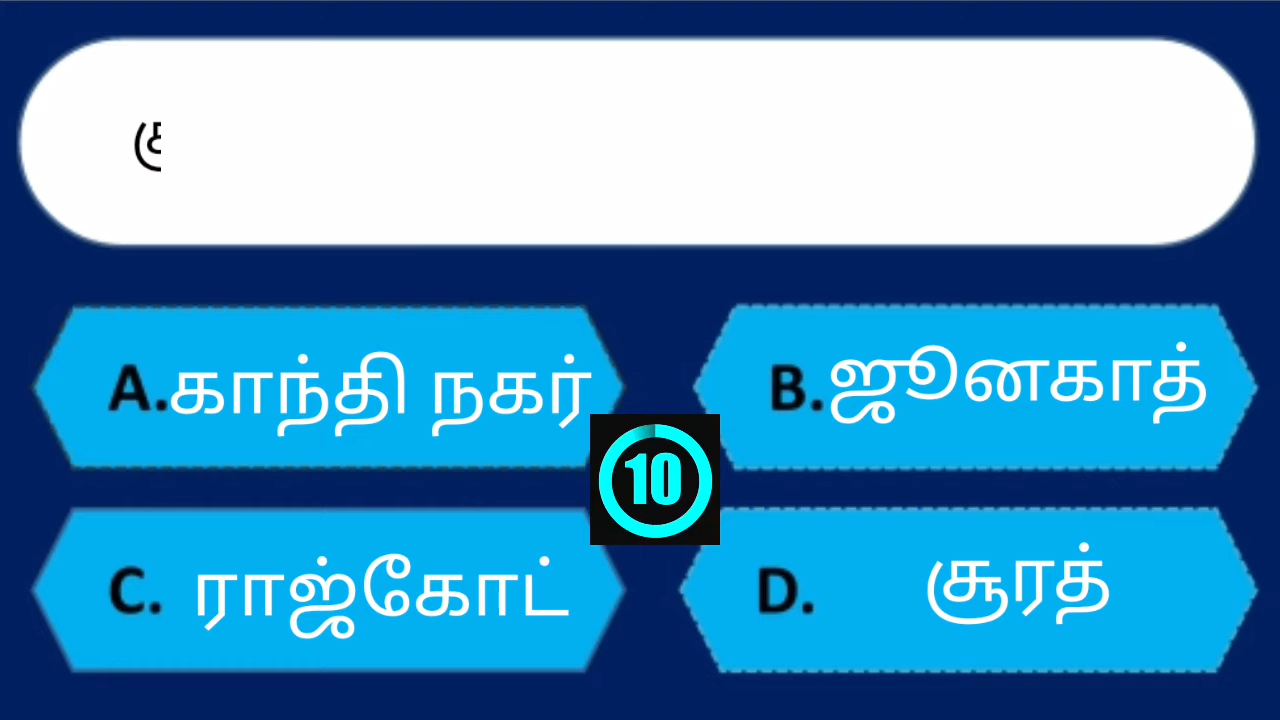 A.காந்தி நகர்
B.ஜூனகாத்
10
C. ராஜ்கோட்
D. சூரத்